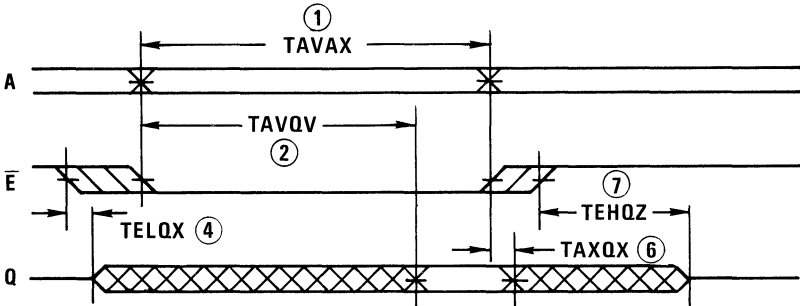 ①
TAVAX
A
TAVQV
②
E̅
⑦
TEHQZ
TELQX ④
TAXQX ⑥
Q